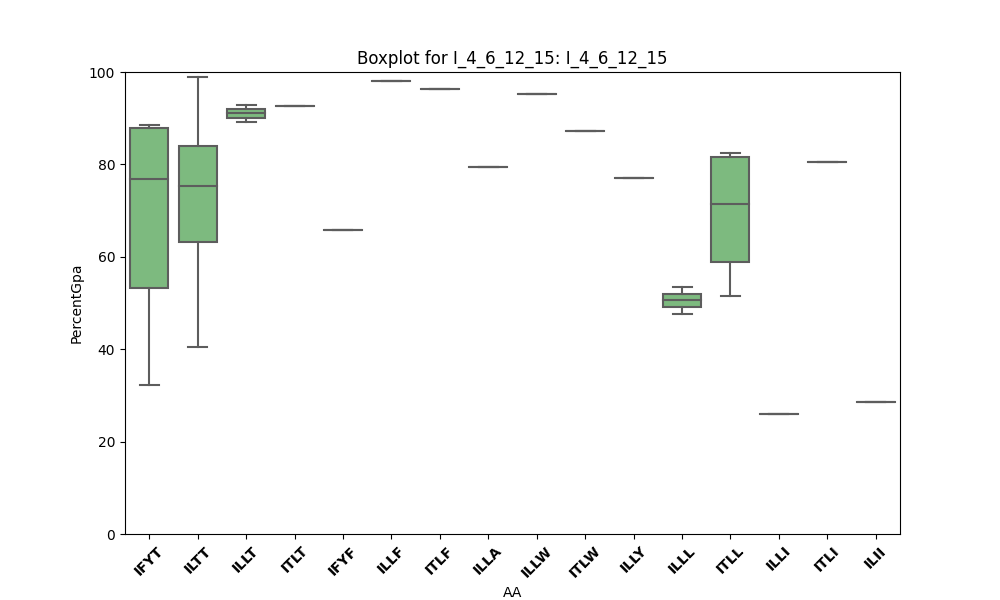 Boxplot for I_4_6_12_15: I_4_6_12_15
100
80
60
40
20
0
PercentGpa
IFYT ILTT ILLT ITLT IFYF ILLF ITLF ILLA ILLW ITLW ILLY ILLL ITLL ILLI ITLI ILII
AA